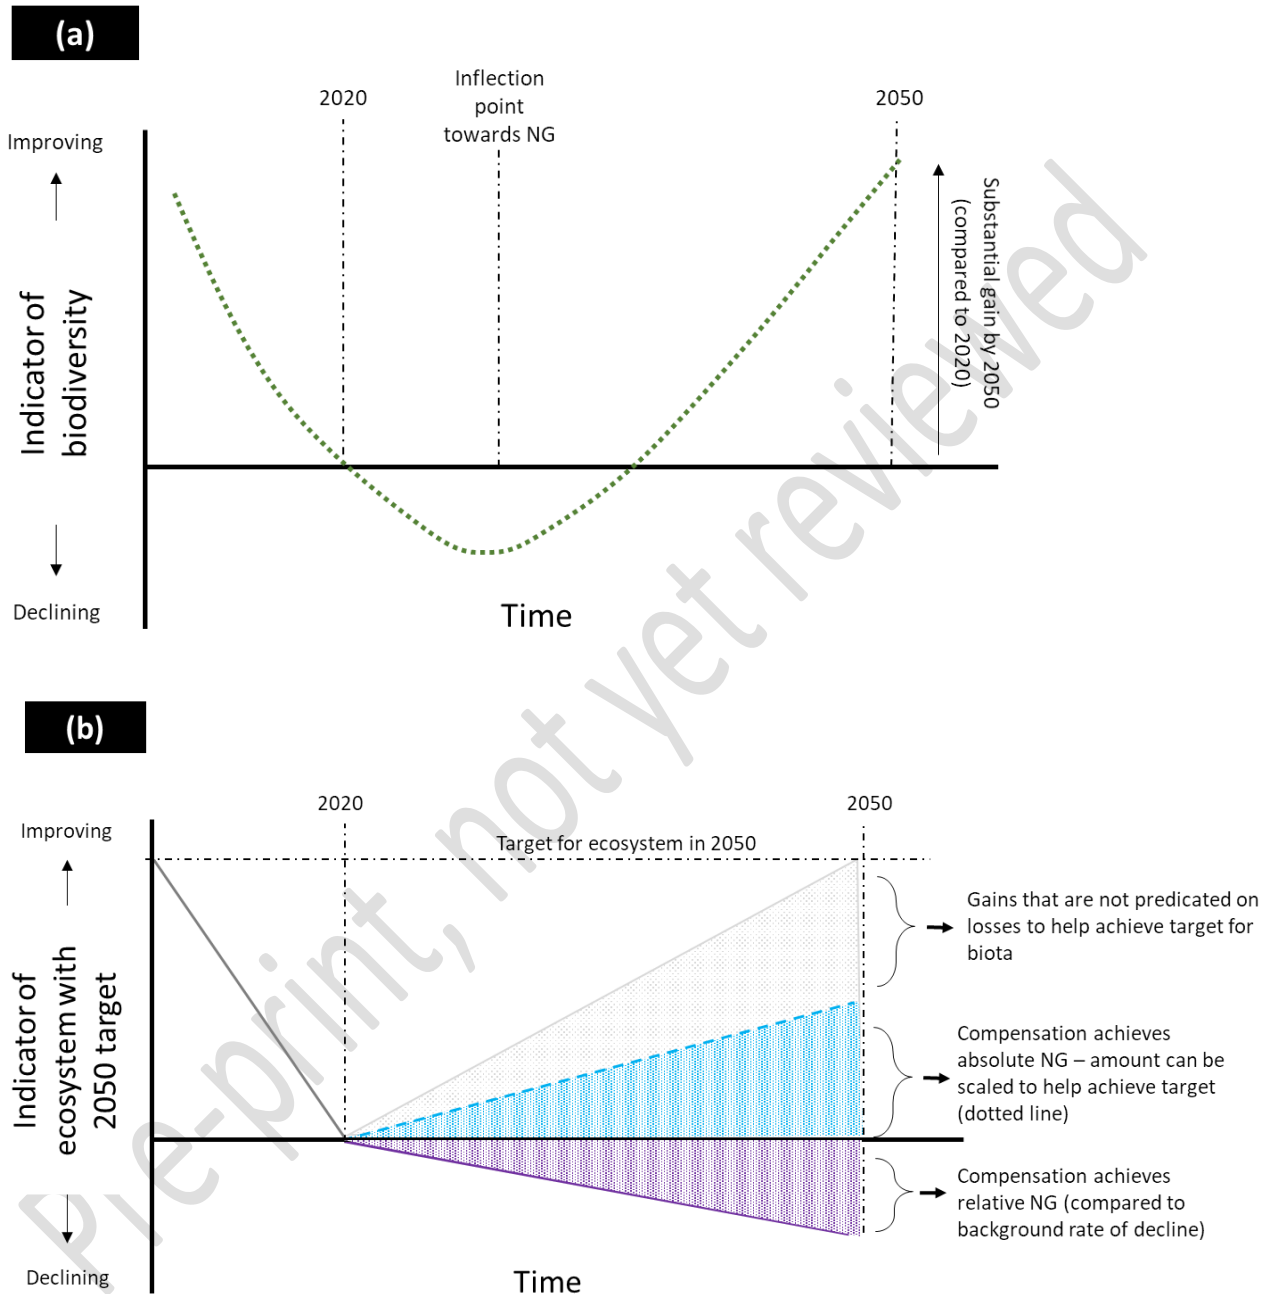 (a)
2020
Inflection
point
towards NG
2050
Improving
Indicator of
biodiversity
Declining
Substantial gain by 2050
(compared to 2020)
Time
(b)
2020
2050
Improving
Target for ecosystem in 2050
Indicator of
ecosystem with
2050 target
Declining
Gains that are not predicated on
losses to help achieve target for
biota
Compensation achieves
absolute NG – amount can be
scaled to help achieve target
(dotted line)
Compensation achieves
relative NG (compared to
background rate of decline)
Time
Pre-print, not yet reviewed